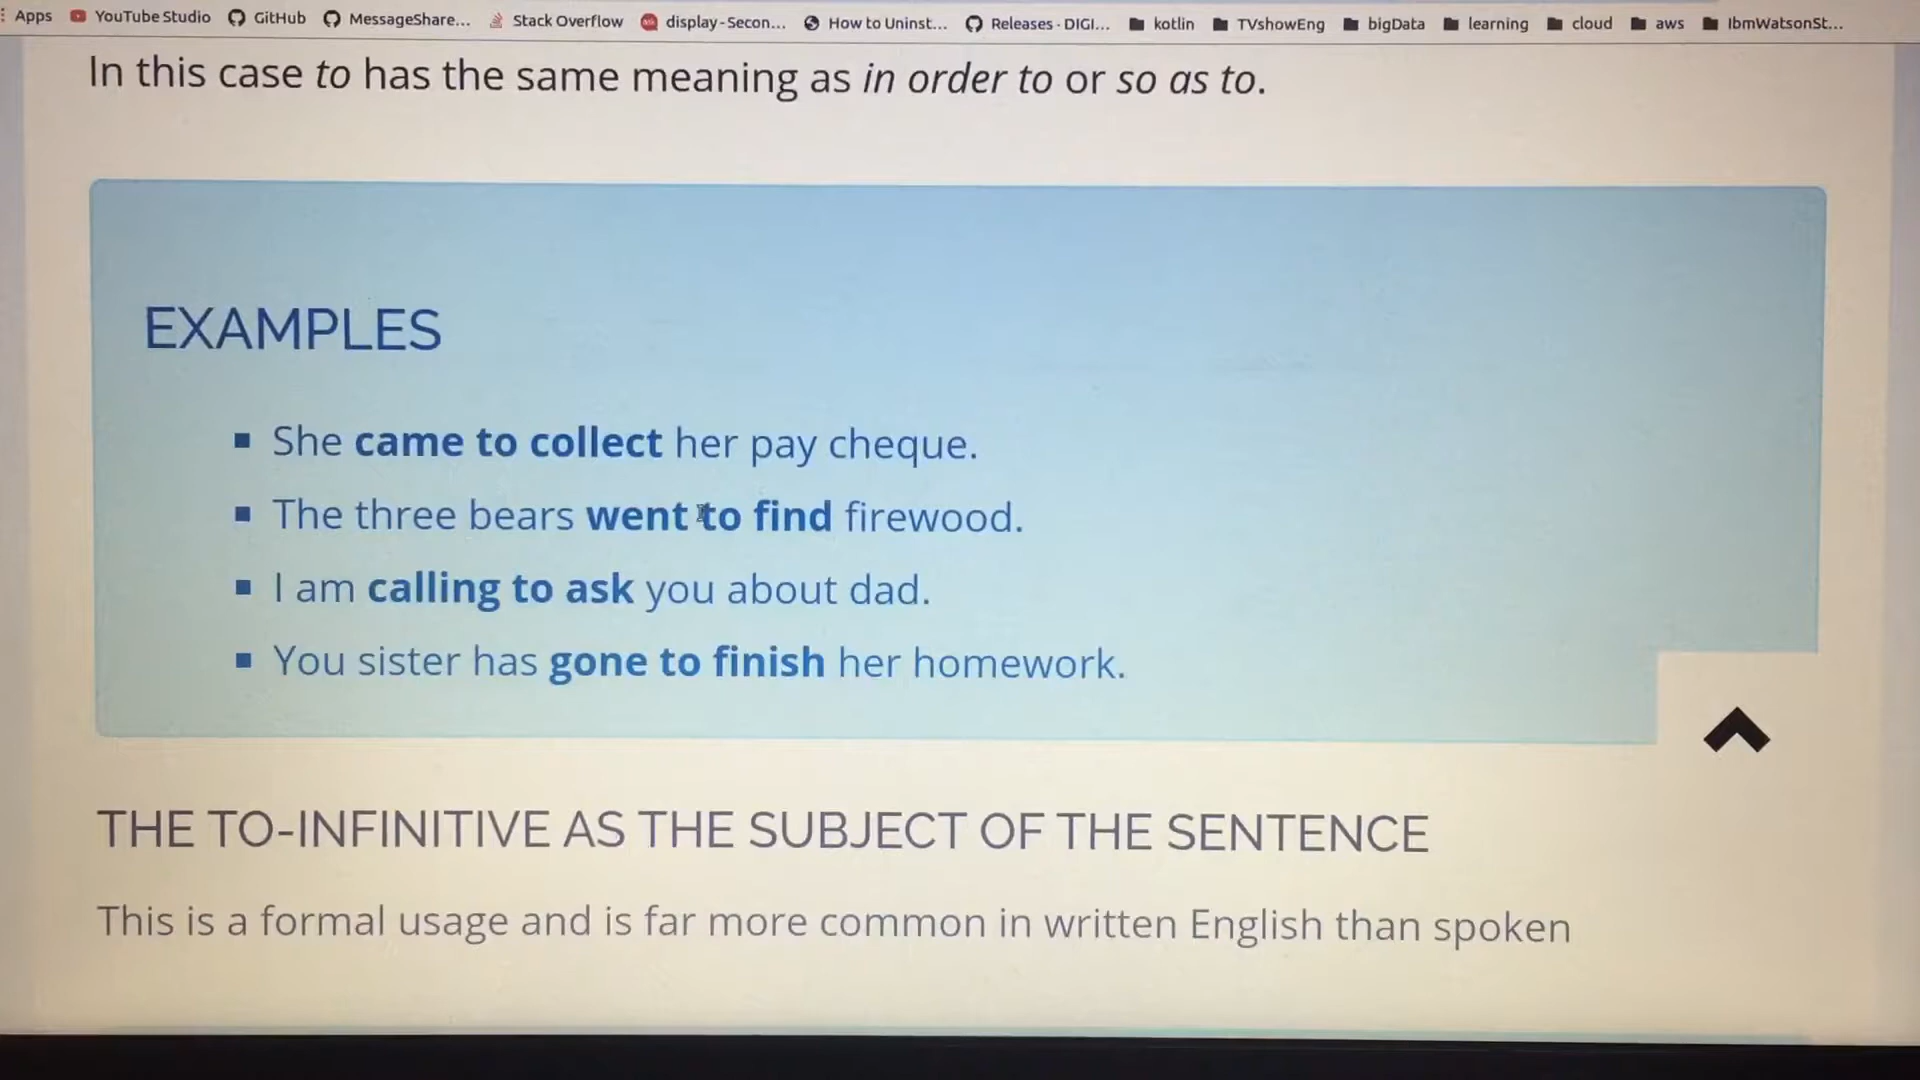 Apps YouTube Studio GitHub MessageShare... Stack Overflow display - Secon... How to Uninst... Releases · DIGI... kotlin TVshowEng bigData learning cloud aws IbmWatsonSt...
In this case to has the same meaning as in order to or so as to.
EXAMPLES
She came to collect her pay cheque.
The three bears went to find firewood.
I am calling to ask you about dad.
You sister has gone to finish her homework.
THE TO-INFINITIVE AS THE SUBJECT OF THE SENTENCE
This is a formal usage and is far more common in written English than spoken